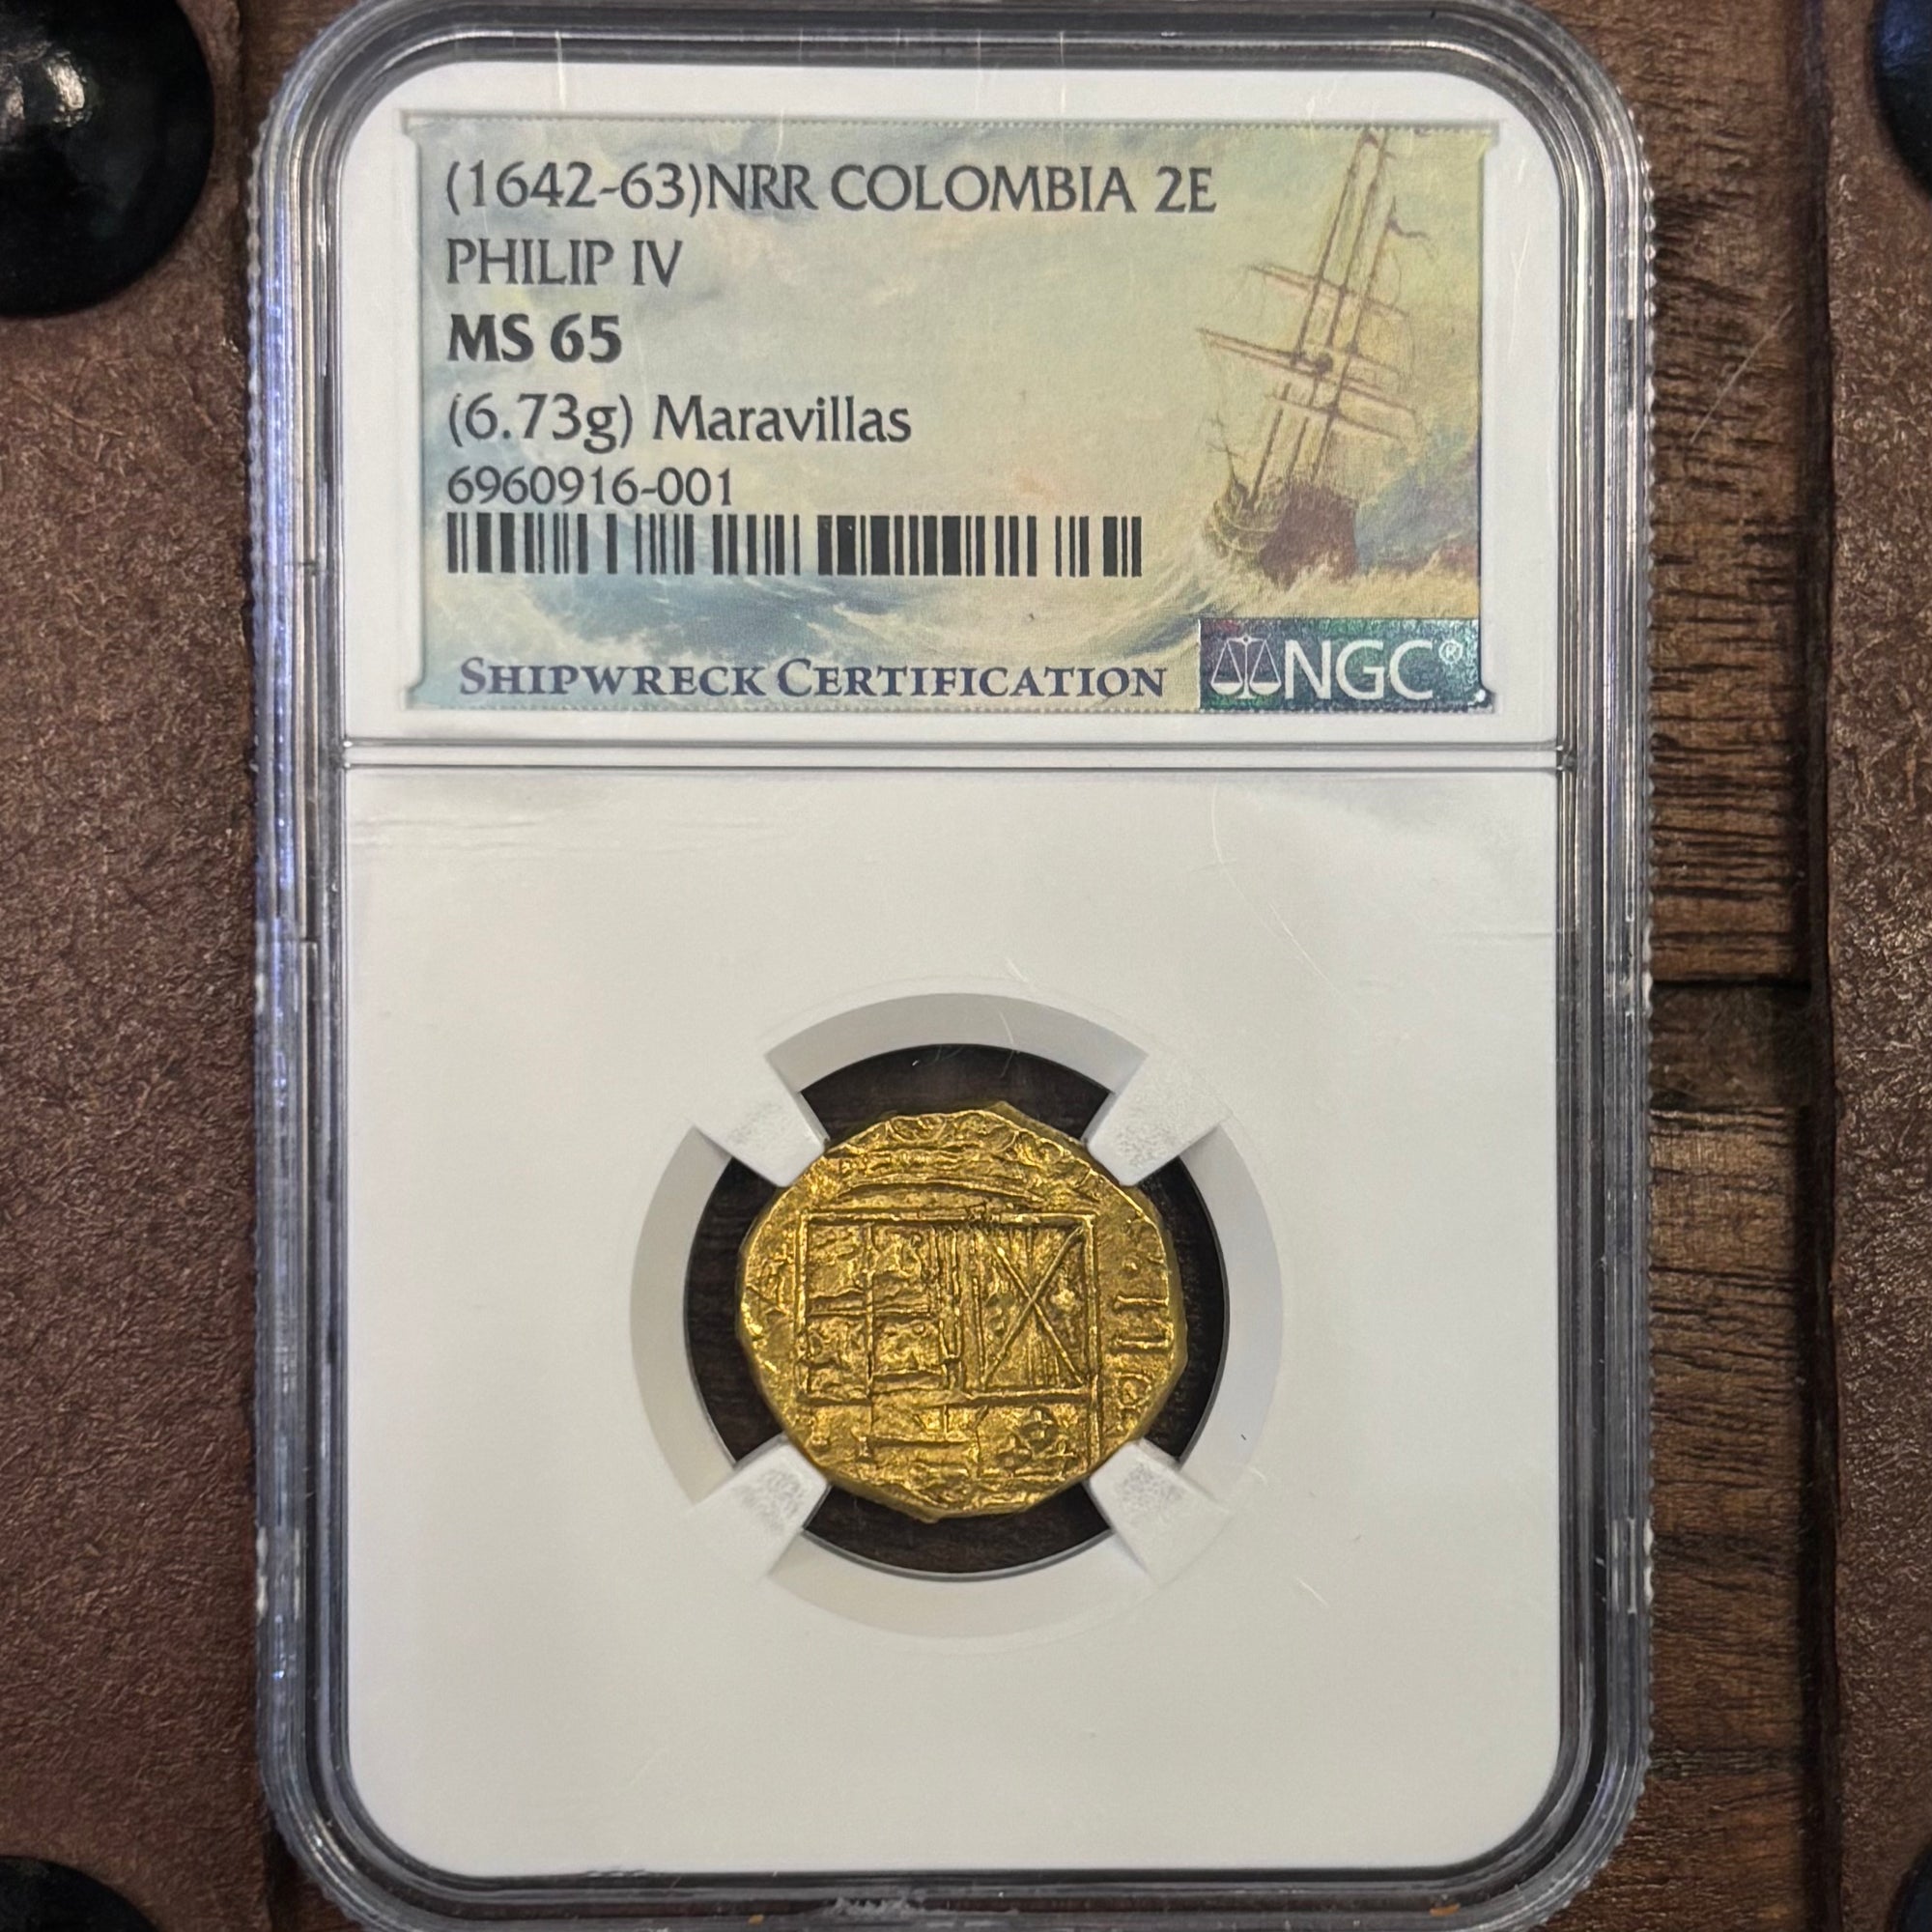 (1642-63)NRR COLOMBIA 2E
PHILIP IV
MS 65
(6.73g) Maravillas
6960916-001
SHIPWRECK CERTIFICATION
NGC®